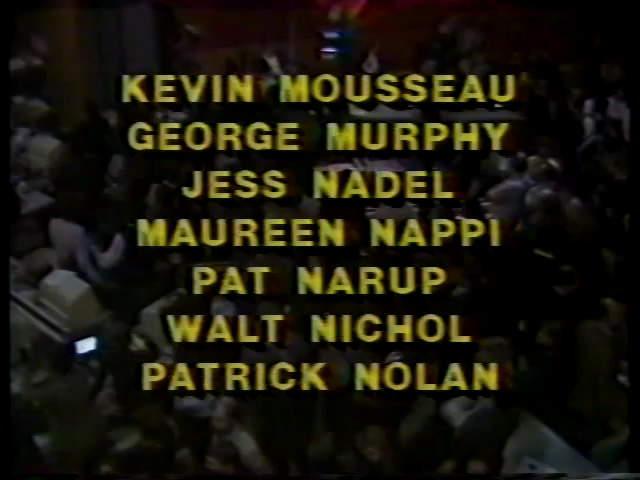 KEVIN MOUSSEAU
GEORGE MURPHY
JESS NADEL
MAUREEN NAPPI
PAT NARUP
WALT NICHOL
PATRICK NOLAN